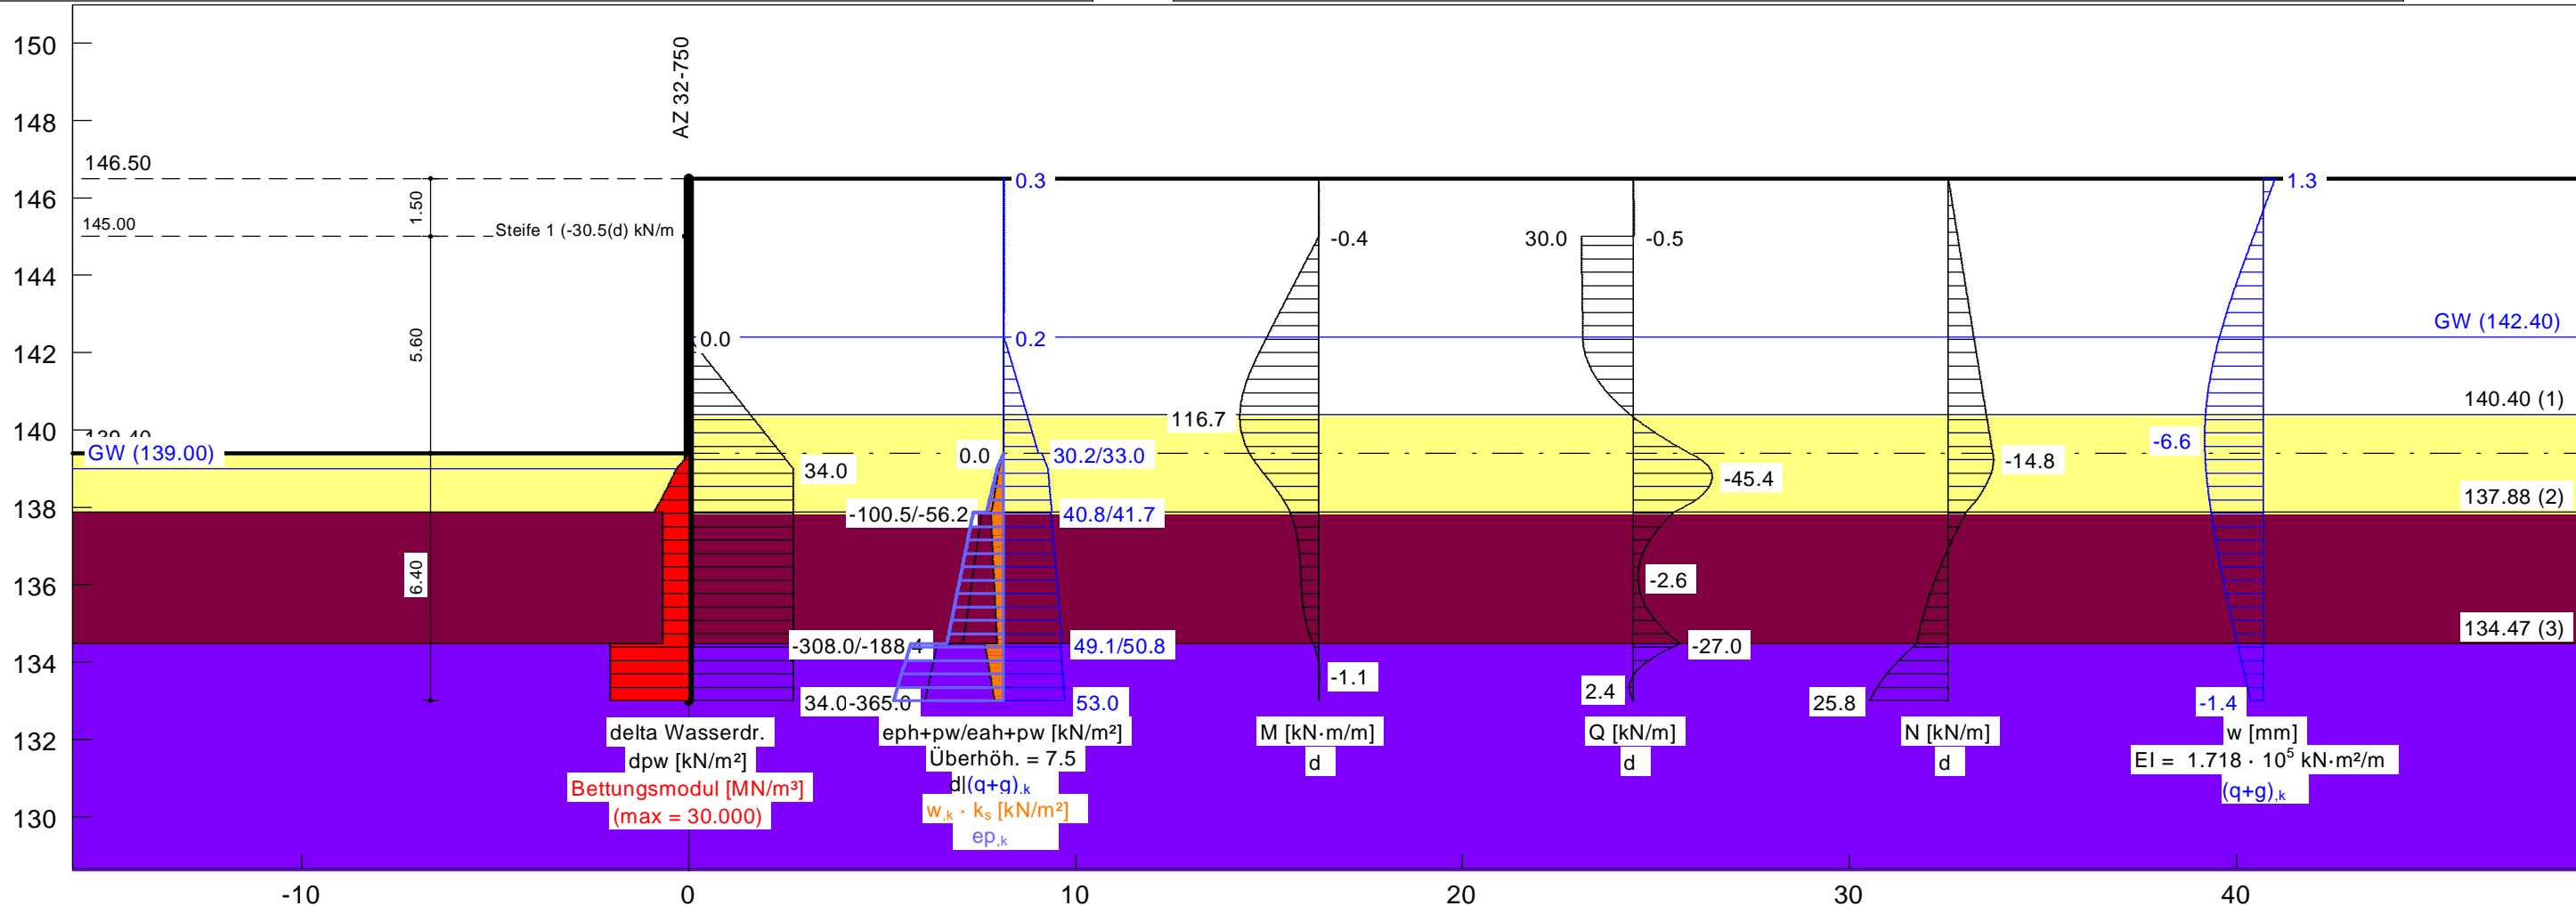 AZ 32-750
150
148
146
144
142
140
138
136
134
132
130
146.50
145.00
1.50
5.60
6.40
Steife 1 (-30.5(d) kN/m
139.40
GW (139.00)
0.0
34.0
34.0
0.3
0.2
0.0
30.2/33.0
-100.5/-56.2
40.8/41.7
-308.0/-188.4
49.1/50.8
-365.0
53.0
-0.4
116.7
-1.1
30.0
-0.5
-45.4
-2.6
-27.0
2.4
-14.8
25.8
1.3
-6.6
-1.4
GW (142.40)
140.40 (1)
137.88 (2)
134.47 (3)
delta Wasserdr.
dpw [kN/m²]
Bettungsmodul [MN/m³]
(max = 30.000)
eph+pw/eah+pw [kN/m²]
Überhöh. = 7.5
d|(q+g),k
w,k · ks [kN/m²]
ep,k
M [kN·m/m]
d
Q [kN/m]
d
N [kN/m]
d
w [mm]
EI = 1.718 · 10⁵ kN·m²/m
(q+g),k
-10
0
10
20
30
40